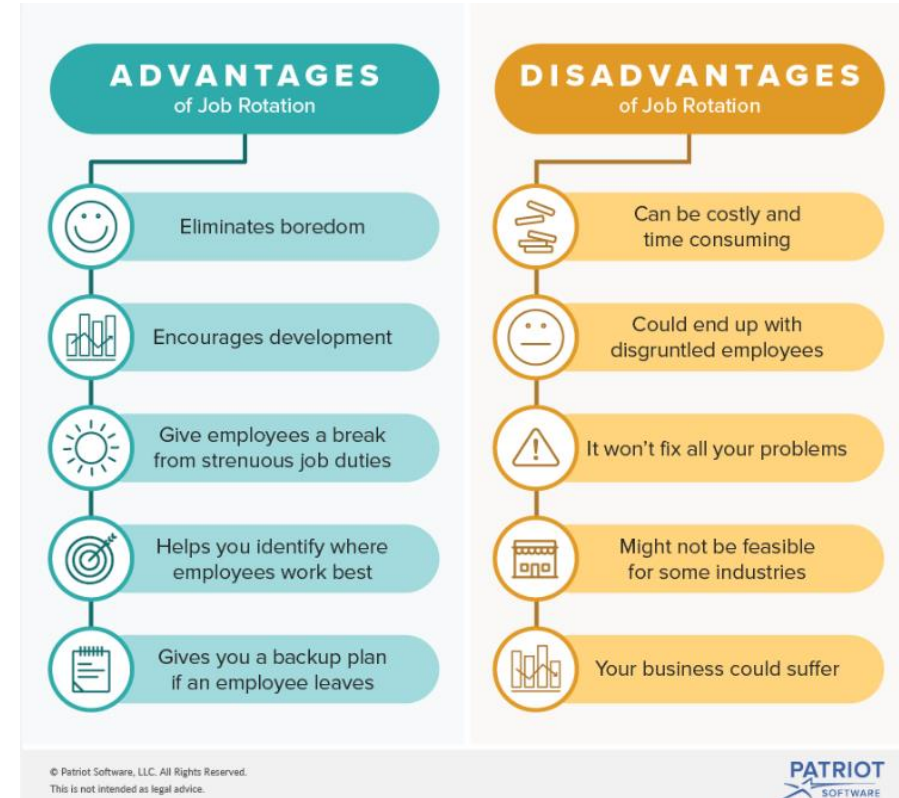 ADVANTAGES
of Job Rotation
Eliminates boredom
Encourages development
Give employees a break
from strenuous job duties
Helps you identify where
employees work best
Gives you a backup plan
if an employee leaves
DISADVANTAGES
of Job Rotation
Can be costly and
time consuming
Could end up with
disgruntled employees
It won't fix all your problems
Might not be feasible
for some industries
Your business could suffer
© Patriot Software, LLC. All Rights Reserved.
This is not intended as legal advice.
PATRIOT
SOFTWARE